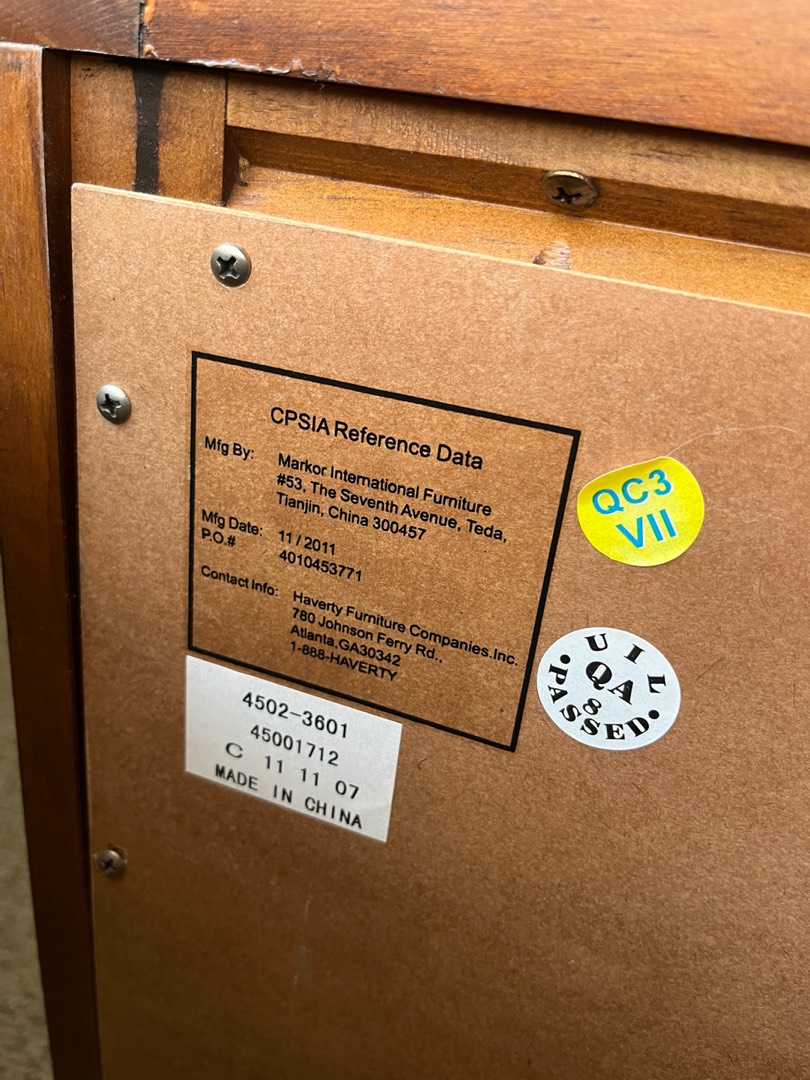 CPSIA Reference Data
Mfg By: Markor International Furniture
#53, The Seventh Avenue, Teda,
Tianjin, China 300457
Mfg Date: 11 / 2011
P.O.# 4010453771
Contact Info: Haverty Furniture Companies.Inc.
780 Johnson Ferry Rd.,
Atlanta,GA30342
1-888-HAVERTY
4502-3601
45001712
C 11 11 07
MADE IN CHINA
QC3
VII
UIL
QA
8
•PASSED•